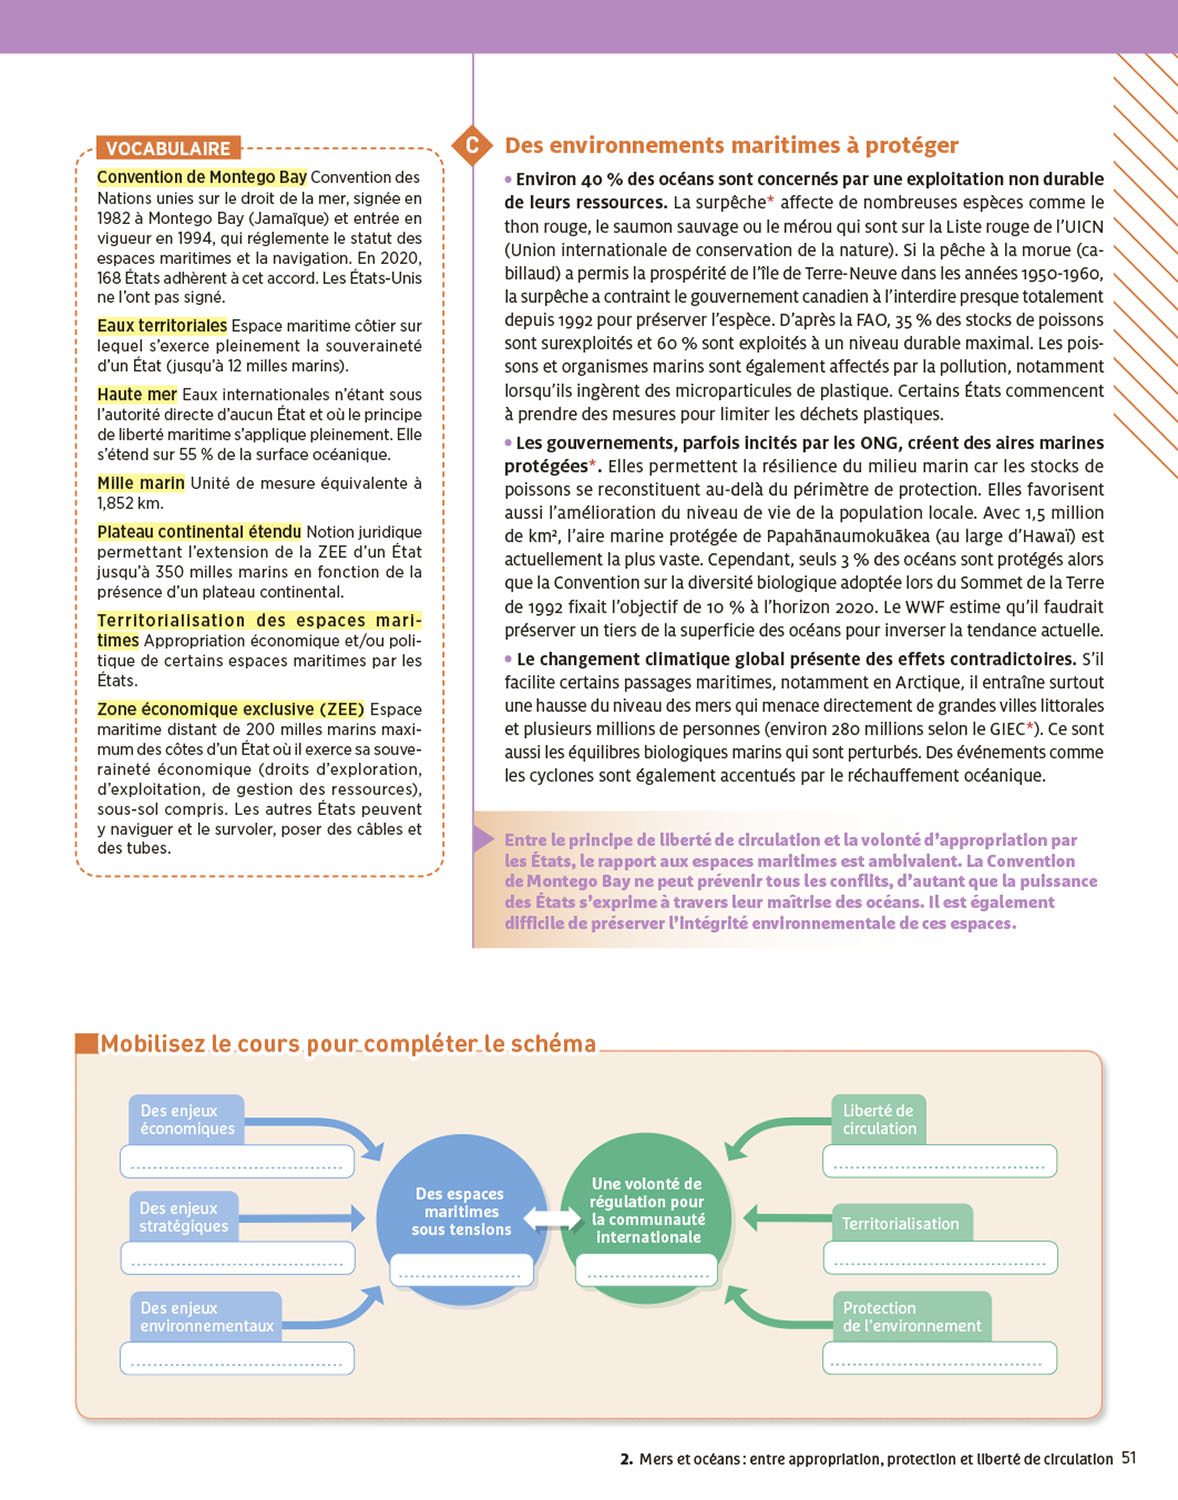 VOCABULAIRE
Convention de Montego Bay Convention des
Nations unies sur le droit de la mer, signée en
1982 à Montego Bay (Jamaïque) et entrée en
vigueur en 1994, qui réglemente le statut des
espaces maritimes et la navigation. En 2020,
168 États adhèrent à cet accord. Les États-Unis
ne l'ont pas signé.
Eaux territoriales Espace maritime côtier sur
lequel s'exerce pleinement la souveraineté
d'un État (jusqu'à 12 milles marins).
Haute mer Eaux internationales n'étant sous
l'autorité directe d'aucun État et où le principe
de liberté maritime s'applique pleinement. Elle
s'étend sur 55 % de la surface océanique.
Mille marin Unité de mesure équivalente à
1,852 km.
Plateau continental étendu Notion juridique
permettant l'extension de la ZEE d'un État
jusqu'à 350 milles marins en fonction de la
présence d'un plateau continental.
Territorialisation des espaces mari-
times Appropriation économique et/ou poli-
tique de certains espaces maritimes par les
États.
Zone économique exclusive (ZEE) Espace
maritime distant de 200 milles marins maxi-
mum des côtes d'un État où il exerce sa souve-
raineté économique (droits d'exploration,
d'exploitation, de gestion des ressources),
sous-sol compris. Les autres États peuvent
y naviguer et le survoler, poser des câbles et
des tubes.
C Des environnements maritimes à protéger
• Environ 40 % des océans sont concernés par une exploitation non durable
de leurs ressources. La surpêche* affecte de nombreuses espèces comme le
thon rouge, le saumon sauvage ou le mérou qui sont sur la Liste rouge de l'UICN
(Union internationale de conservation de la nature). Si la pêche à la morue (ca-
billaud) a permis la prospérité de l'île de Terre-Neuve dans les années 1950-1960,
la surpêche a contraint le gouvernement canadien à l'interdire presque totalement
depuis 1992 pour préserver l'espèce. D'après la FAO, 35 % des stocks de poissons
sont surexploités et 60 % sont exploités à un niveau durable maximal. Les pois-
sons et organismes marins sont également affectés par la pollution, notamment
lorsqu'ils ingèrent des microparticules de plastique. Certains États commencent
à prendre des mesures pour limiter les déchets plastiques.
• Les gouvernements, parfois incités par les ONG, créent des aires marines
protégées*. Elles permettent la résilience du milieu marin car les stocks de
poissons se reconstituent au-delà du périmètre de protection. Elles favorisent
aussi l'amélioration du niveau de vie de la population locale. Avec 1,5 million
de km², l'aire marine protégée de Papahānaumokuākea (au large d'Hawaï) est
actuellement la plus vaste. Cependant, seuls 3 % des océans sont protégés alors
que la Convention sur la diversité biologique adoptée lors du Sommet de la Terre
de 1992 fixait l'objectif de 10 % à l'horizon 2020. Le WWF estime qu'il faudrait
préserver un tiers de la superficie des océans pour inverser la tendance actuelle.
• Le changement climatique global présente des effets contradictoires. S'il
facilite certains passages maritimes, notamment en Arctique, il entraîne surtout
une hausse du niveau des mers qui menace directement de grandes villes littorales
et plusieurs millions de personnes (environ 280 millions selon le GIEC*). Ce sont
aussi les équilibres biologiques marins qui sont perturbés. Des événements comme
les cyclones sont également accentués par le réchauffement océanique.
Entre le principe de liberté de circulation et la volonté d'appropriation par
les États, le rapport aux espaces maritimes est ambivalent. La Convention
de Montego Bay ne peut prévenir tous les conflits, d'autant que la puissance
des États s'exprime à travers leur maîtrise des océans. Il est également
difficile de préserver l'intégrité environnementale de ces espaces.
Mobilisez le cours pour compléter le schéma
Des enjeux
économiques
Des enjeux
stratégiques
Des enjeux
environnementaux
Des espaces
maritimes
sous tensions
Une volonté de
régulation pour
la communauté
internationale
Liberté de
circulation
Territorialisation
Protection
de l'environnement
2. Mers et océans : entre appropriation, protection et liberté de circulation 51